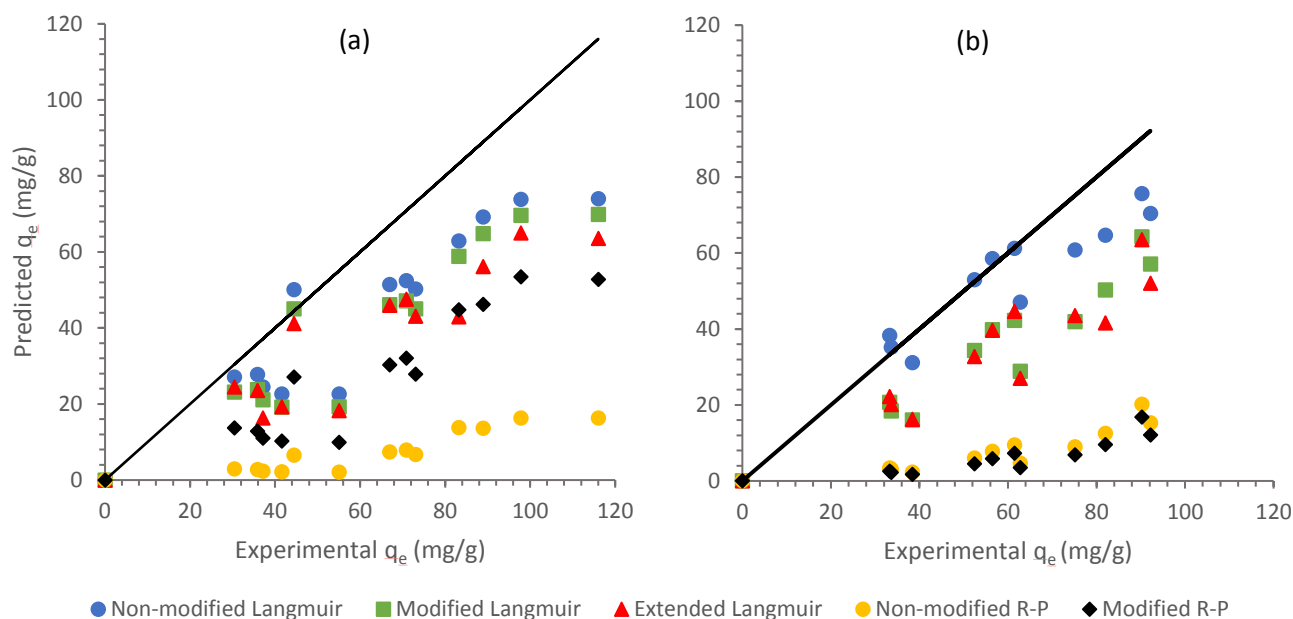 (a)
(b)
120
100
80
60
40
20
0
Predicted qe (mg/g)
0 20 40 60 80 100 120
Experimental qe (mg/g)
120
100
80
60
40
20
0
0 20 40 60 80 100 120
Experimental qe (mg/g)
Non-modified Langmuir Modified Langmuir Extended Langmuir Non-modified R-P Modified R-P